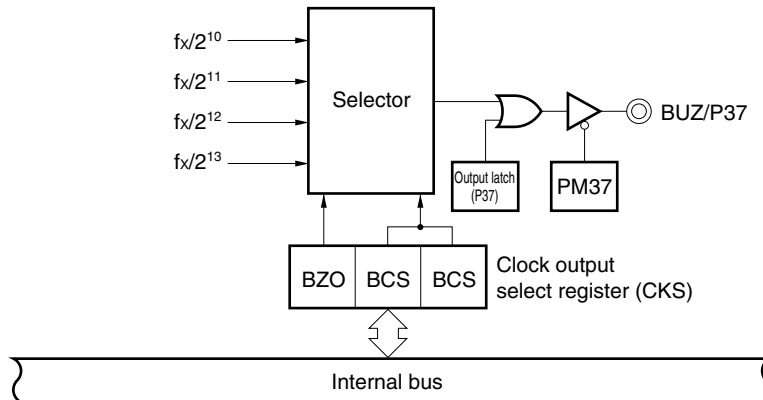 fx/2¹⁰
fx/2¹¹
fx/2¹²
fx/2¹³
Selector
BUZ/P37
Output latch
(P37)
PM37
BZO BCS BCS
Clock output
select register (CKS)
Internal bus